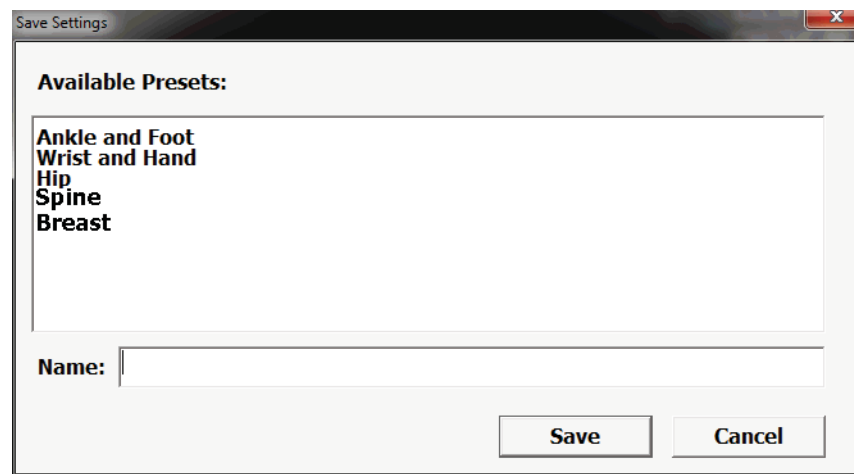 Save Settings
X
Available Presets:
Ankle and Foot
Wrist and Hand
Hip
Spine
Breast
Name:
Save
Cancel